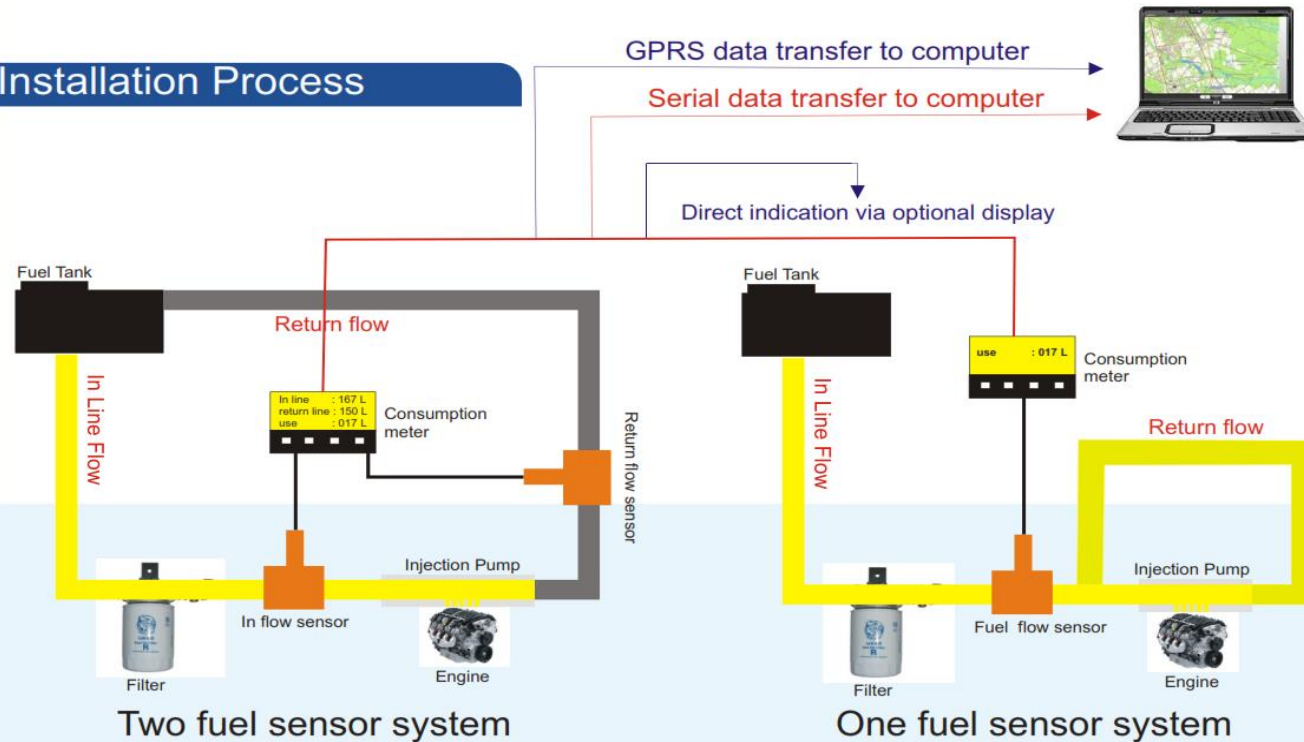 Installation Process
GPRS data transfer to computer
Serial data transfer to computer
Direct indication via optional display
Fuel Tank
Return flow
In Line Flow
In line : 167 L
return line : 150 L
use : 017 L
Consumption
meter
Return flow sensor
Injection Pump
In flow sensor
Filter
Engine
Two fuel sensor system
Fuel Tank
In Line Flow
use : 017 L
Consumption
meter
Return flow
Injection Pump
Fuel flow sensor
Filter
Engine
One fuel sensor system